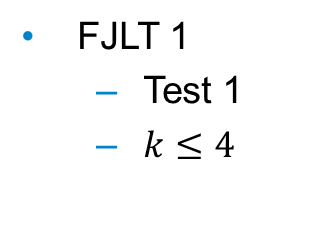 • FJLT 1
– Test 1
– k ≤ 4